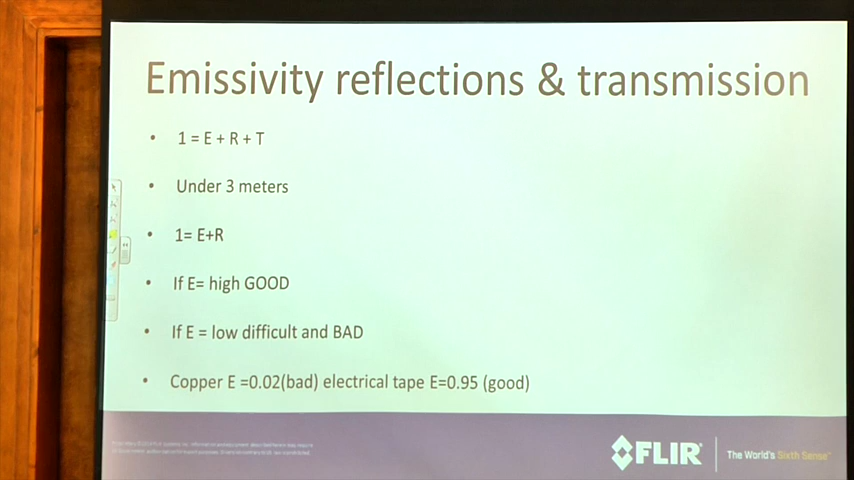 Emissivity reflections & transmission
• 1 = E + R + T
• Under 3 meters
• 1= E+R
• If E= high GOOD
• If E = low difficult and BAD
• Copper E =0.02(bad) electrical tape E=0.95 (good)
FLIR
The World's Sixth Sense™